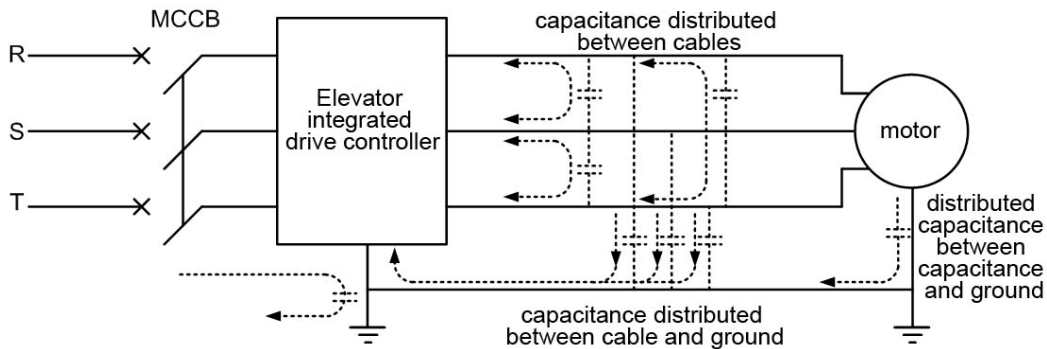 MCCB
R
S
T
Elevator
integrated
drive controller
capacitance distributed
between cables
motor
distributed
capacitance
between
capacitance
and ground
capacitance distributed
between cable and ground